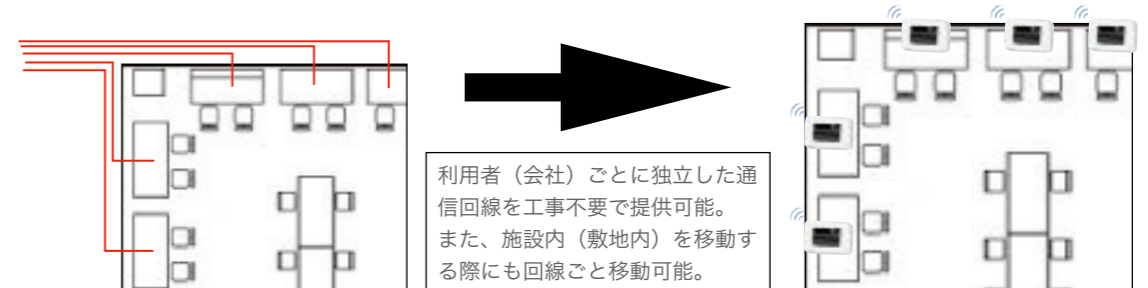 利用者（会社）ごとに独立した通
信回線を工事不要で提供可能。
また、施設内（敷地内）を移動す
る際にも回線ごと移動可能。